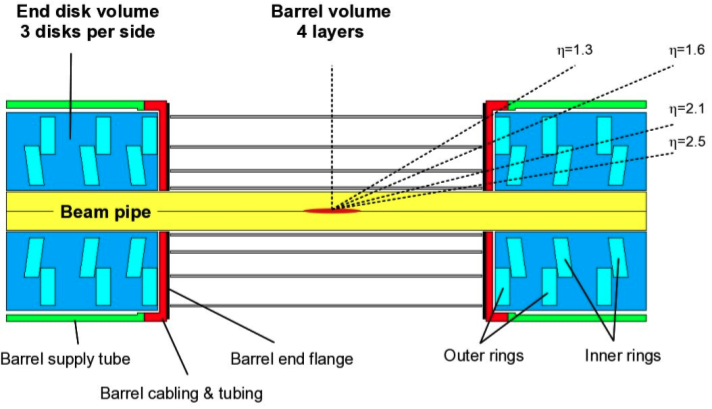 End disk volume
3 disks per side
Barrel volume
4 layers
η=1.3
η=1.6
η=2.1
η=2.5
Beam pipe
Barrel supply tube
Barrel end flange
Outer rings
Inner rings
Barrel cabling & tubing